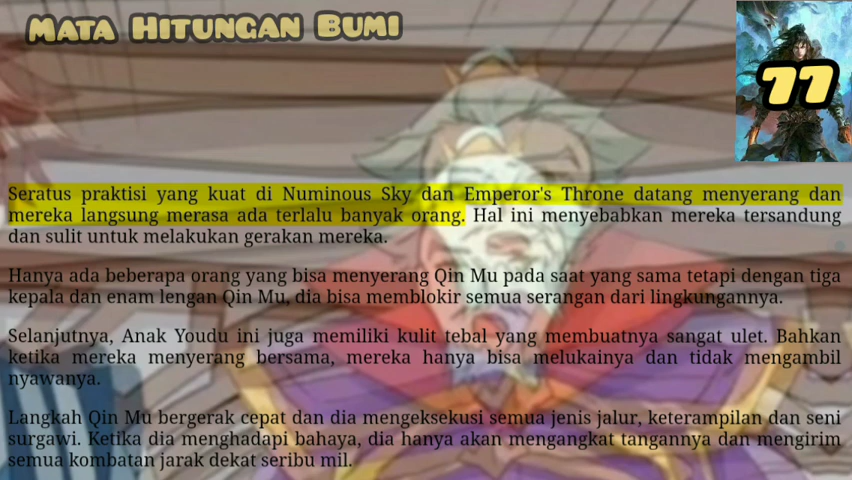 Mata Hitungan Bumi
77
Seratus praktisi yang kuat di Numinous Sky dan Emperor's Throne datang menyerang dan
mereka langsung merasa ada terlalu banyak orang. Hal ini menyebabkan mereka tersandung
dan sulit untuk melakukan gerakan mereka.
Hanya ada beberapa orang yang bisa menyerang Qin Mu pada saat yang sama tetapi dengan tiga
kepala dan enam lengan Qin Mu, dia bisa memblokir semua serangan dari lingkungannya.
Selanjutnya, Anak Youdu ini juga memiliki kulit tebal yang membuatnya sangat ulet. Bahkan
ketika mereka menyerang bersama, mereka hanya bisa melukainya dan tidak mengambil
nyawanya.
Langkah Qin Mu bergerak cepat dan dia mengeksekusi semua jenis jalur, keterampilan dan seni
surgawi. Ketika dia menghadapi bahaya, dia hanya akan mengangkat tangannya dan mengirim
semua kombatan jarak dekat seribu mil.